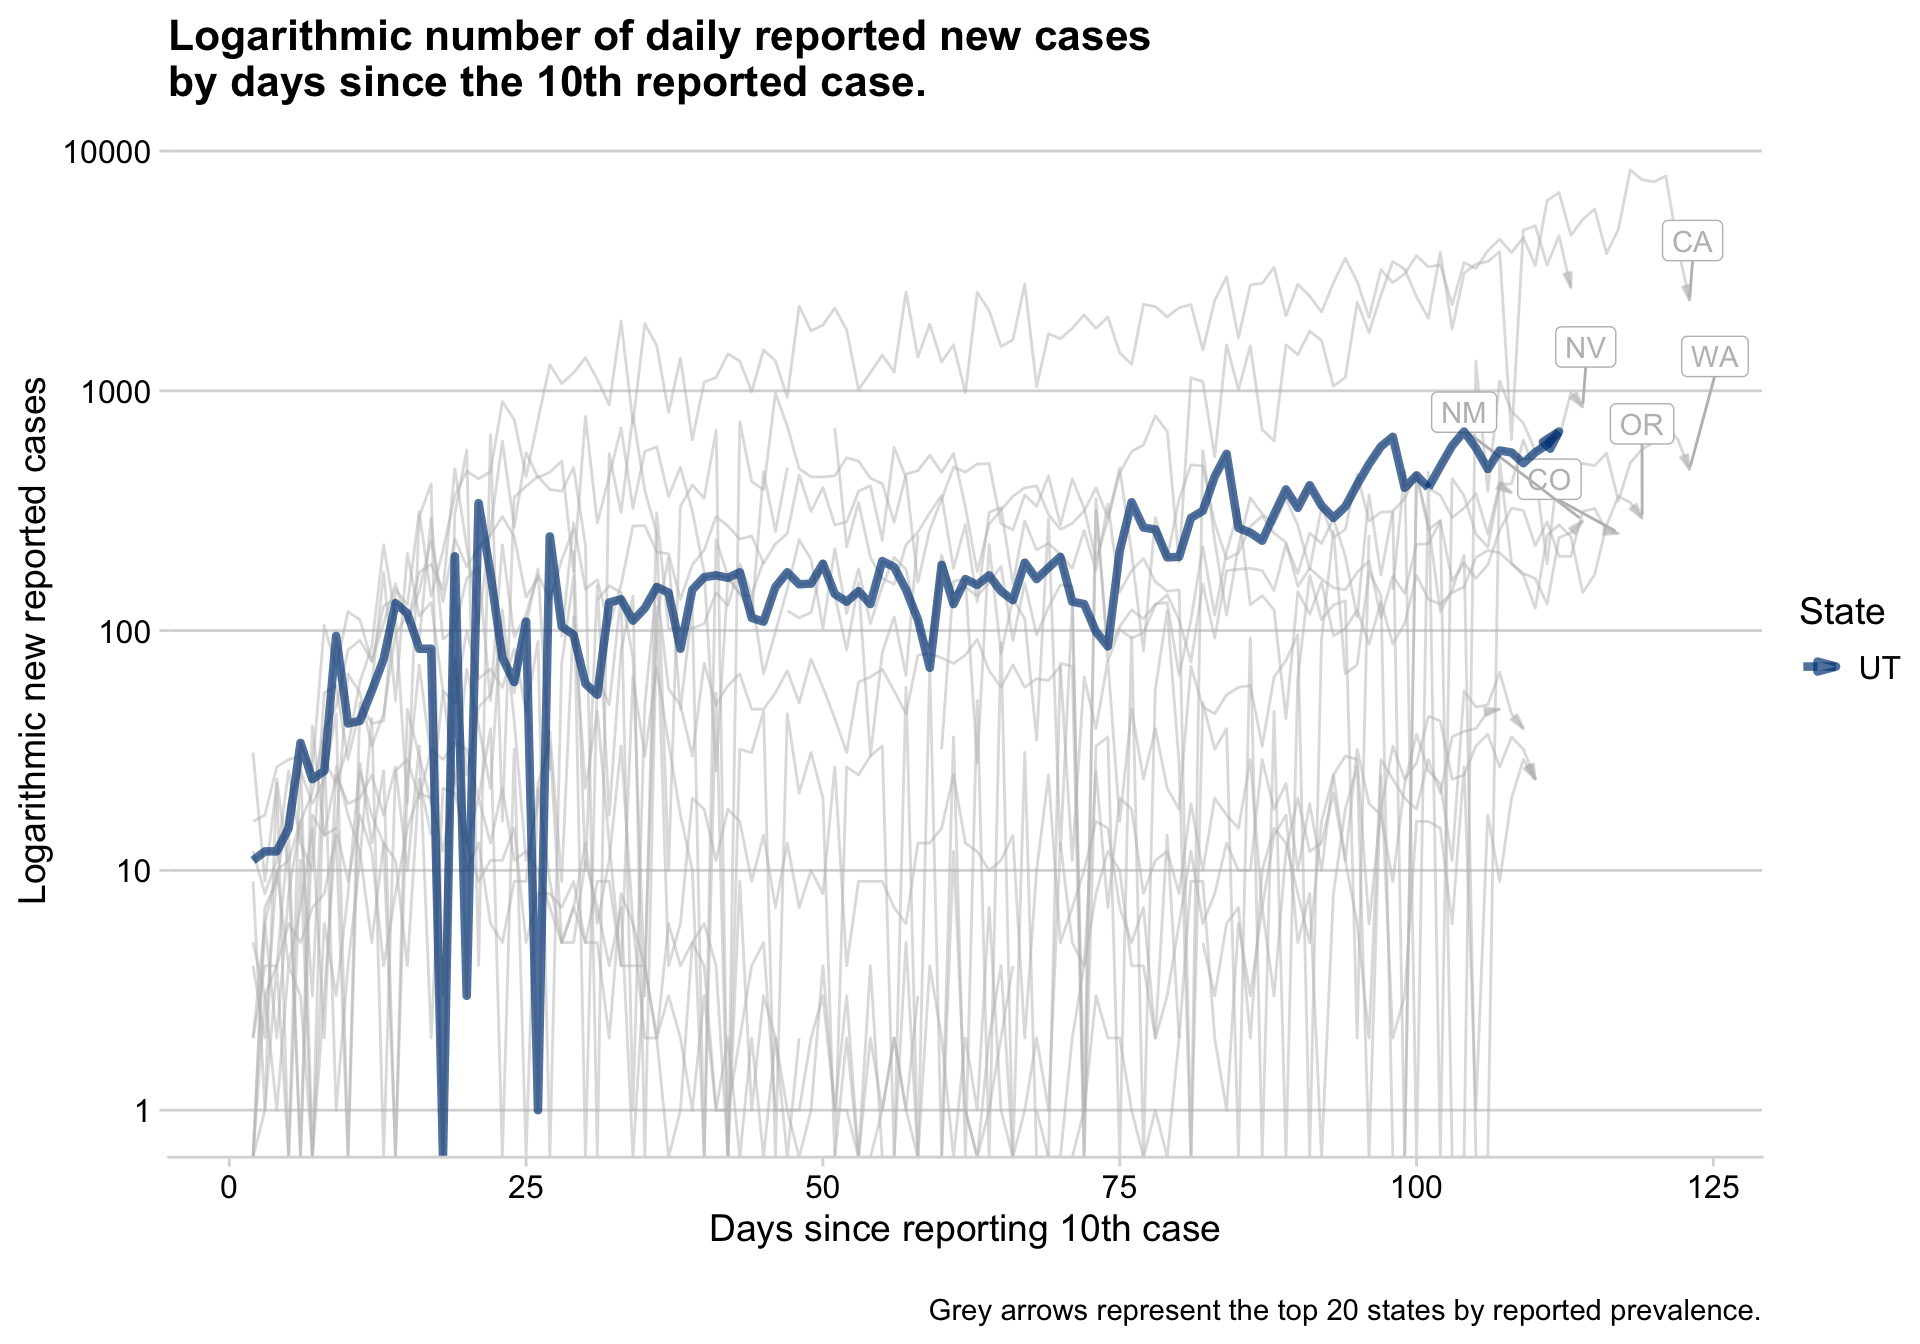 Logarithmic number of daily reported new cases
by days since the 10th reported case.
Logarithmic new reported cases
10000
1000
100
10
1
CA
NV
WA
NM
OR
CO
State
UT
0
25
50
75
100
125
Days since reporting 10th case
Grey arrows represent the top 20 states by reported prevalence.